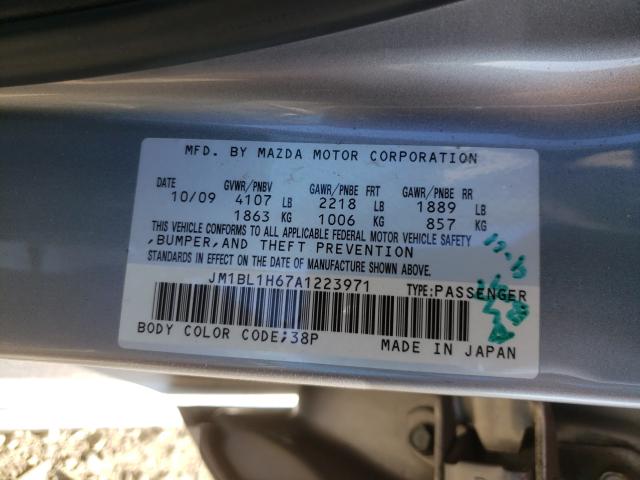 MFD. BY MAZDA MOTOR CORPORATION
DATE GVWR/PNBV GAWR/PNBE FRT GAWR/PNBE RR
10/09 4107 LB 2218 LB 1889 LB
1863 KG 1006 KG 857 KG
THIS VEHICLE CONFORMS TO ALL APPLICABLE FEDERAL MOTOR VEHICLE SAFETY
,BUMPER,AND THEFT PREVENTION
STANDARDS IN EFFECT ON THE DATE OF MANUFACTURE SHOWN ABOVE.
JM1BL1H67A1223971 TYPE:PASSENGER
BODY COLOR CODE;38P MADE IN JAPAN